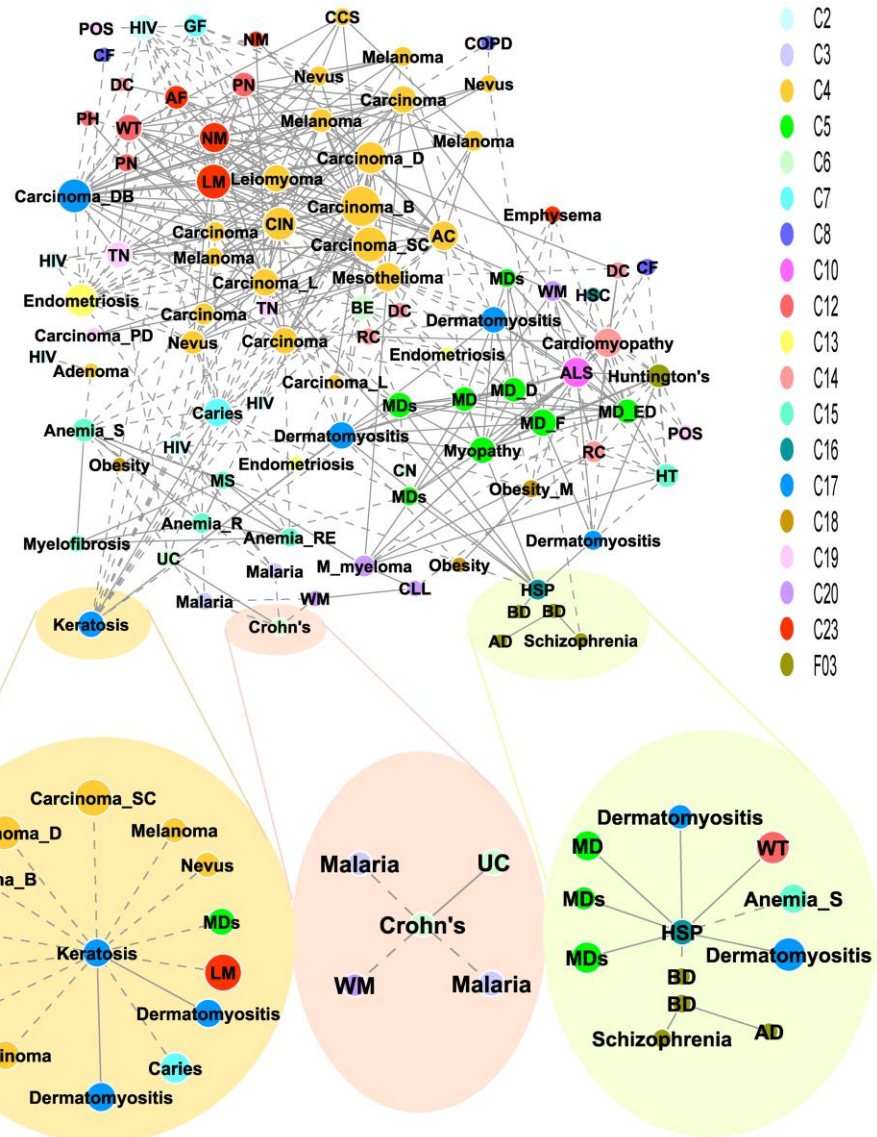 CCS
POS HIV GF
NM
CF Melanoma COPD
Nevus
DC AF PN Carcinoma Nevus
PH WT NM Melanoma Melanoma
PN Carcinoma_D
Carcinoma_DB LM Leiomyoma
Carcinoma_B Emphysema
Carcinoma CIN Carcinoma_SC AC
HIV TN Melanoma
Endometriosis Carcinoma_L Mesothelioma MDs WM HSC DC CF
TN BE DC Dermatomyositis
Carcinoma_PD Carcinoma Nevus Carcinoma RC Endometriosis Cardiomyopathy
HIV Adenoma Carcinoma_L MD_D ALS Huntington's
Caries HIV MDs MD MD_F MD_ED
Anemia_S HIV Dermatomyositis Myopathy RC POS
Obesity MS Endometriosis CN MDs Obesity_M HT
Myelofibrosis Anemia_R Anemia_RE Dermatomyositis
UC Malaria M_myeloma Obesity
Malaria WM CLL HSP
Keratosis Crohn's BD BD
AD Schizophrenia
C2
C3
C4
C5
C6
C7
C8
C10
C12
C13
C14
C15
C16
C17
C18
C19
C20
C23
F03
Carcinoma_SC
noma_D Melanoma
na_B Nevus
MDs
Keratosis
LM
Dermatomyositis
cinoma Caries
Dermatomyositis
Malaria UC
Crohn's
WM Malaria
Dermatomyositis
MD WT
MDs Anemia_S
HSP
MDs Dermatomyositis
BD
BD
Schizophrenia AD